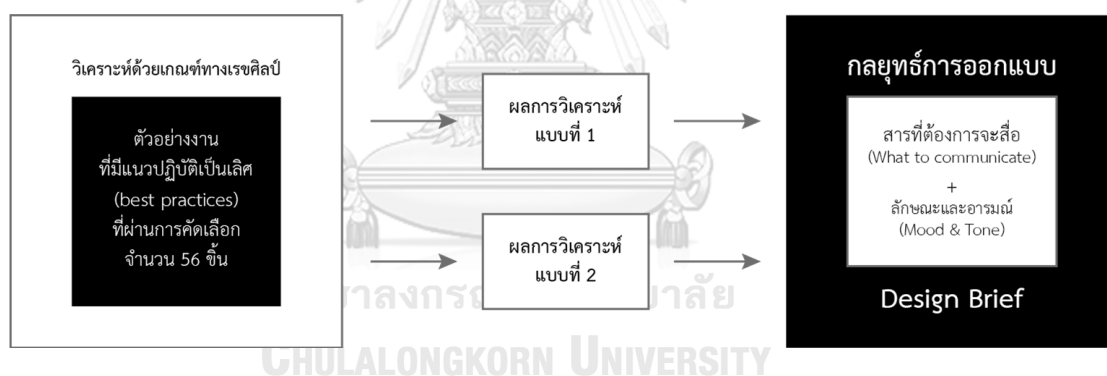 วิเคราะห์ด้วยเกณฑ์ทางเรขศิลป์
ตัวอย่างงาน
ที่มีแนวปฏิบัติเป็นเลิศ
(best practices)
ที่ผ่านการคัดเลือก
จำนวน 56 ชิ้น
ผลการวิเคราะห์
แบบที่ 1
ผลการวิเคราะห์
แบบที่ 2
กลยุทธ์การออกแบบ
สารที่ต้องการจะสื่อ
(What to communicate)
+
ลักษณะและอารมณ์
(Mood & Tone)
Design Brief
CHULALONGKORN UNIVERSITY